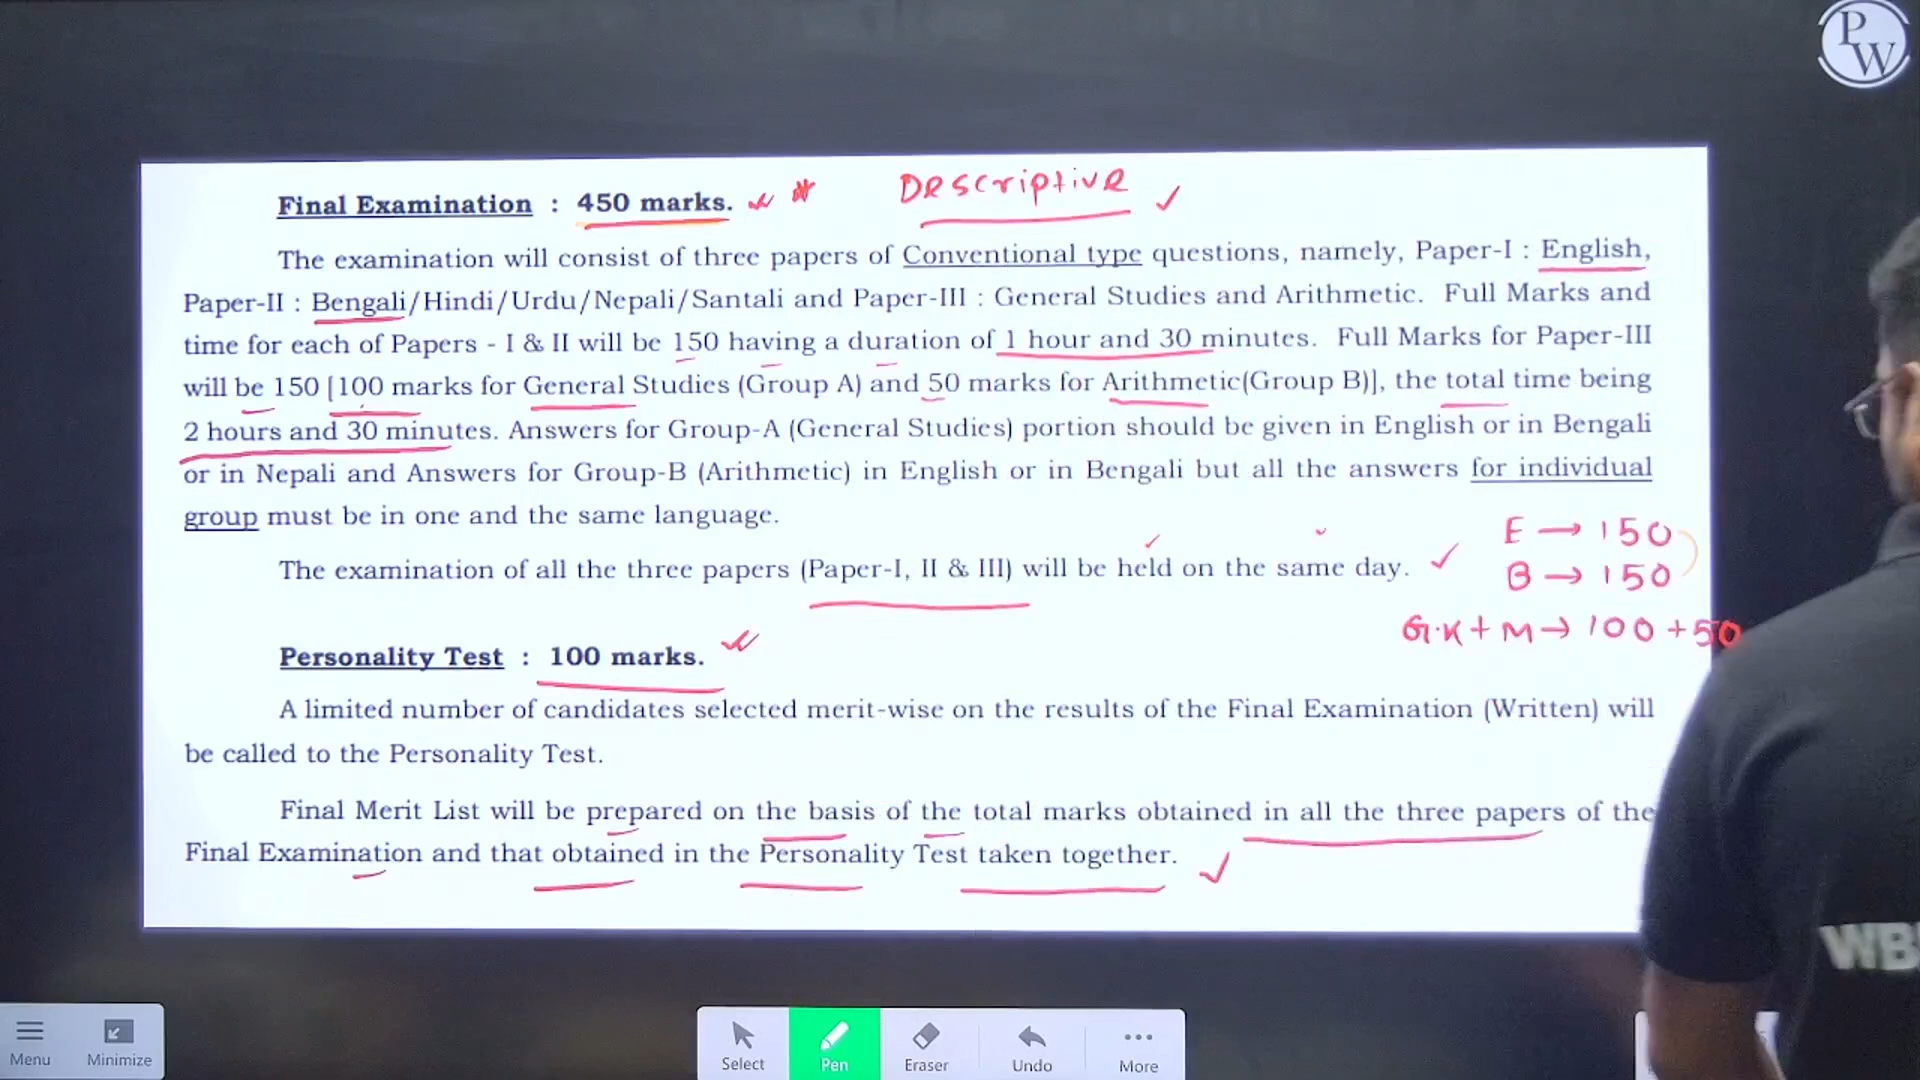 PW
Final Examination : 450 marks.
Descriptive
The examination will consist of three papers of Conventional type questions, namely, Paper-I : English,
Paper-II : Bengali/Hindi/Urdu/Nepali/Santali and Paper-III : General Studies and Arithmetic. Full Marks and
time for each of Papers - I & II will be 150 having a duration of 1 hour and 30 minutes. Full Marks for Paper-III
will be 150 [100 marks for General Studies (Group A) and 50 marks for Arithmetic(Group B)], the total time being
2 hours and 30 minutes. Answers for Group-A (General Studies) portion should be given in English or in Bengali
or in Nepali and Answers for Group-B (Arithmetic) in English or in Bengali but all the answers for individual
group must be in one and the same language.
E → 150
The examination of all the three papers (Paper-I, II & III) will be held on the same day.
B → 150
G.K + M → 100 + 50
Personality Test : 100 marks.
A limited number of candidates selected merit-wise on the results of the Final Examination (Written) will
be called to the Personality Test.
Final Merit List will be prepared on the basis of the total marks obtained in all the three papers of the
Final Examination and that obtained in the Personality Test taken together.
WB
Menu Minimize Select Pen Eraser Undo More